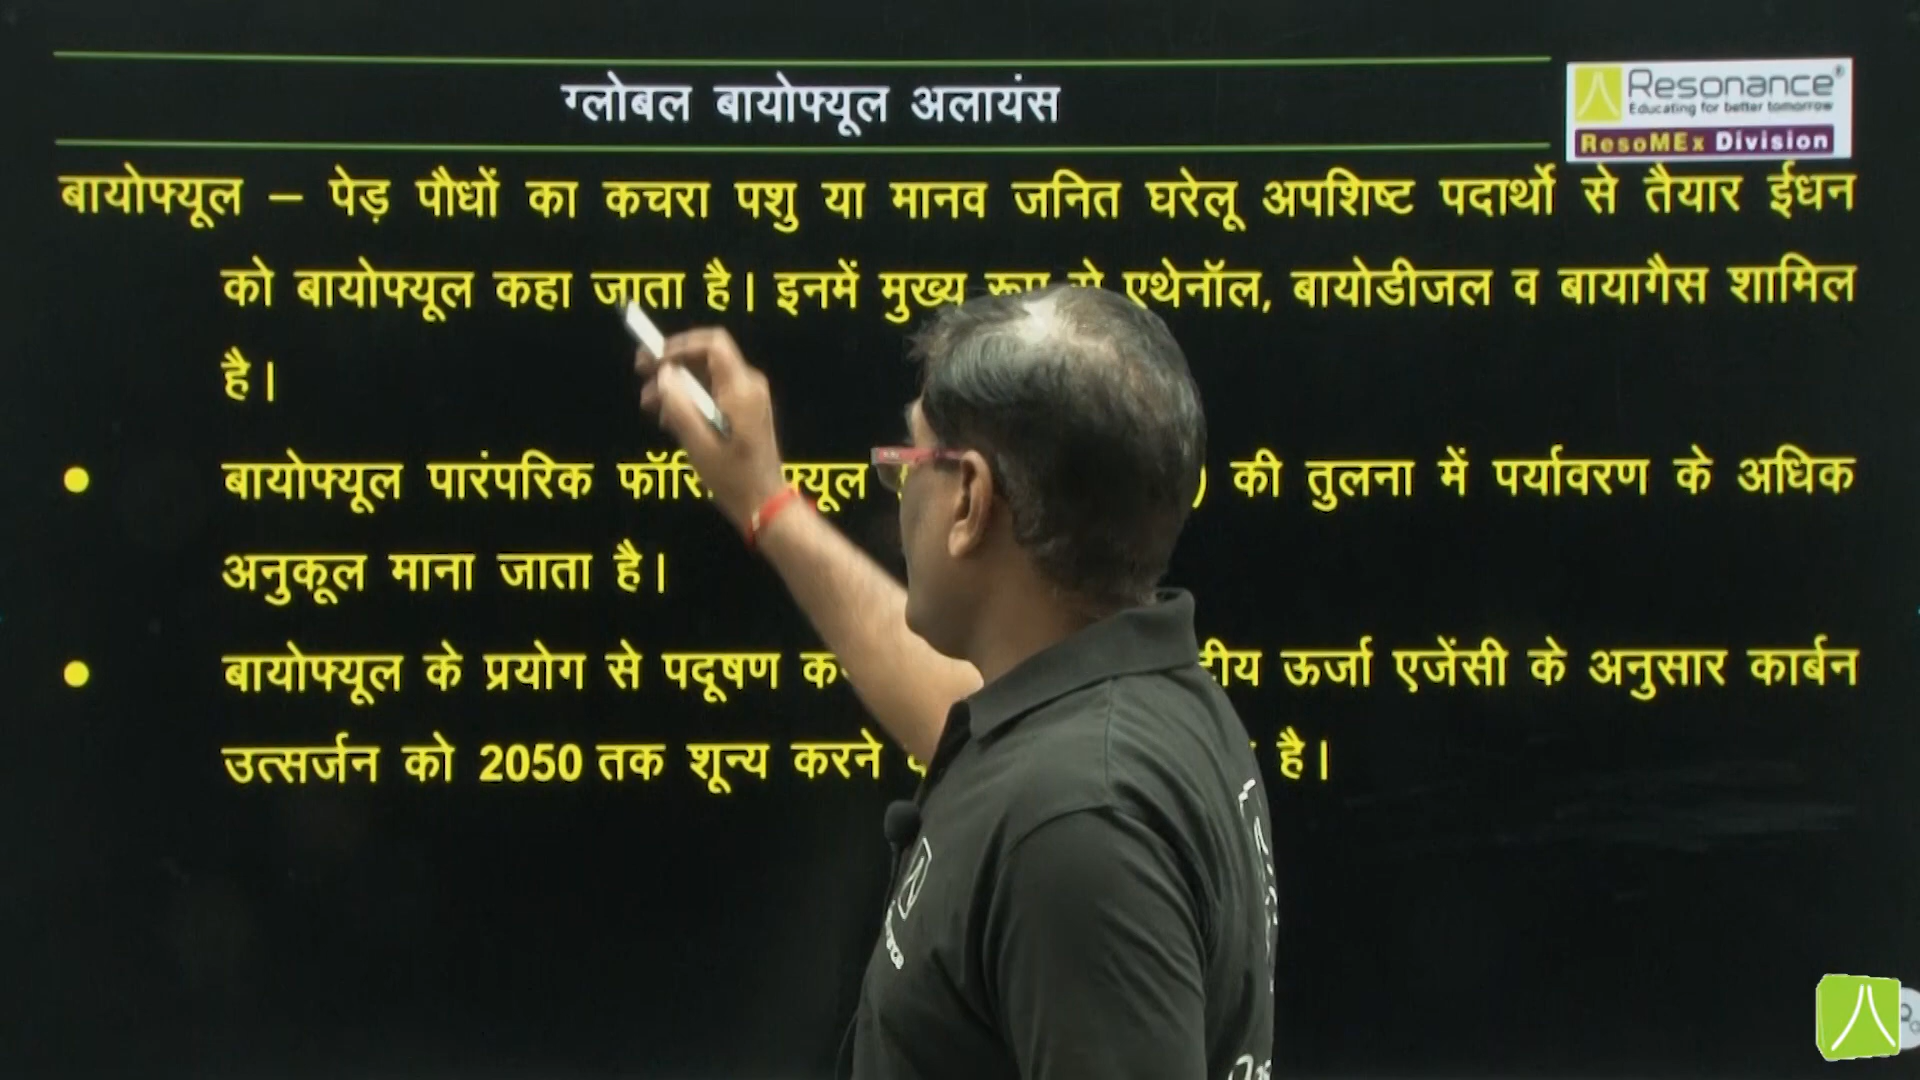 ग्लोबल बायोफ्यूल अलायंस
Resonance®
Educating for better tomorrow
ResoMEx Division
बायोफ्यूल – पेड़ पौधों का कचरा पशु या मानव जनित घरेलू अपशिष्ट पदार्थो से तैयार ईधन
को बायोफ्यूल कहा जाता है। इनमें मुख्य रूप से एथेनॉल, बायोडीजल व बायागैस शामिल
है।
• बायोफ्यूल पारंपरिक की तुलना में पर्यावरण के अधिक
अनुकूल माना जाता है।
• बायोफ्यूल के प्रयोग से पदूषण ऊर्जा एजेंसी के अनुसार कार्बन
उत्सर्जन को 2050 तक शून्य करने है।